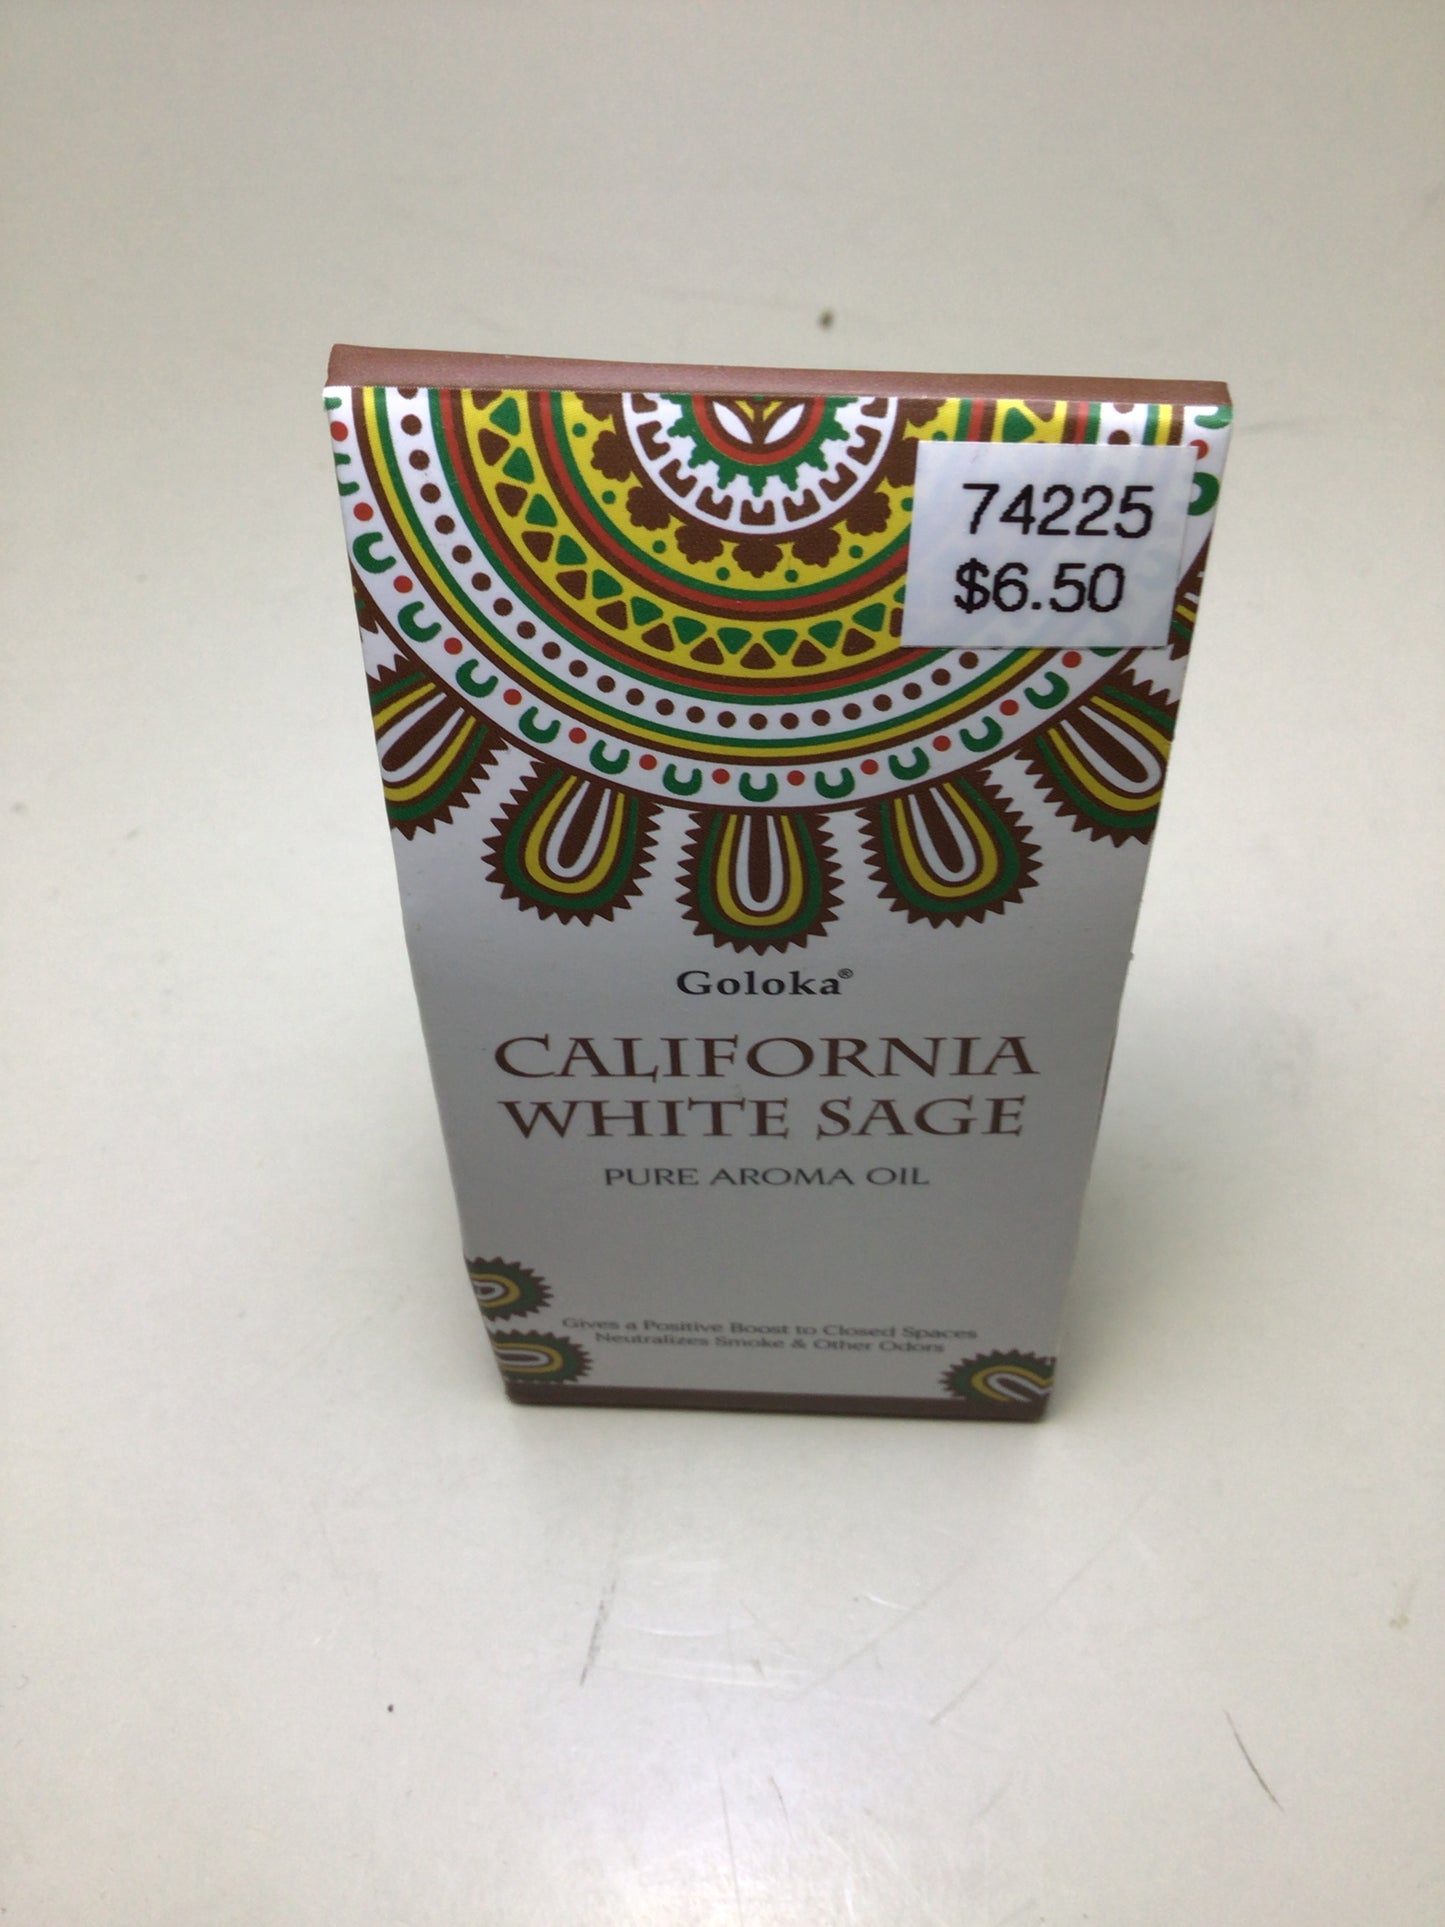 74225
$6.50
Goloka®
CALIFORNIA
WHITE SAGE
PURE AROMA OIL
Gives a Positive Boost to Closed Spaces
Neutralizes Smoke & Other Odors